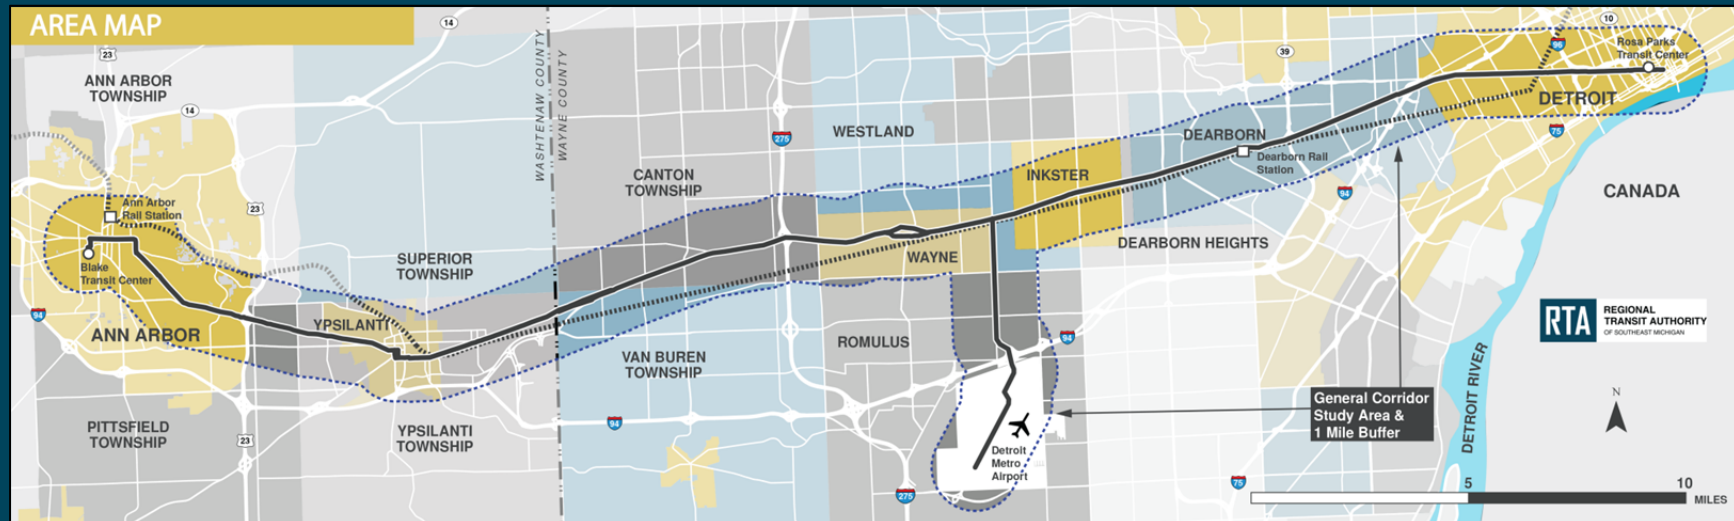 AREA MAP
14
10
23
WASHTENAW COUNTY
WAYNE COUNTY
39
96
Rosa Parks
Transit Center
ANN ARBOR
TOWNSHIP
14
DETROIT
275
WESTLAND
DEARBORN
75
Dearborn Rail
Station
CANTON
TOWNSHIP
INKSTER
94
CANADA
Ann Arbor
Rail Station
23
DEARBORN HEIGHTS
SUPERIOR
TOWNSHIP
WAYNE
Blake
Transit Center
94
ANN ARBOR
YPSILANTI
RTA
REGIONAL
TRANSIT AUTHORITY
OF SOUTHEAST MICHIGAN
ROMULUS
94
VAN BUREN
TOWNSHIP
DETROIT RIVER
N
General Corridor
Study Area &
1 Mile Buffer
PITTSFIELD
TOWNSHIP
23
YPSILANTI
TOWNSHIP
94
Detroit
Metro
Airport
275
75
5
10
MILES